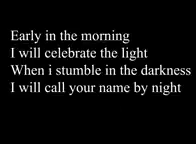 Early in the morning
I will celebrate the light
When i stumble in the darkness
I will call your name by night